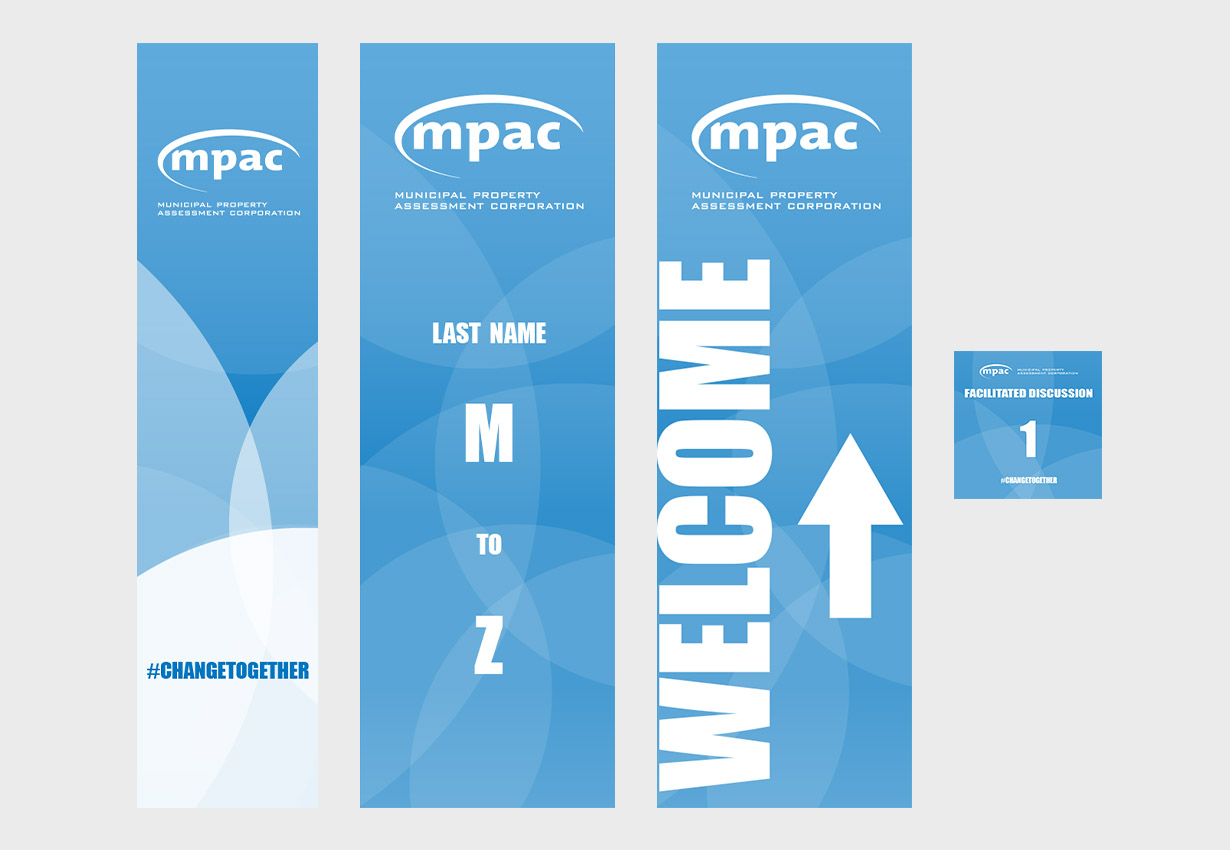 mpac
MUNICIPAL PROPERTY
ASSESSMENT CORPORATION
#CHANGETOGETHER
mpac
MUNICIPAL PROPERTY
ASSESSMENT CORPORATION
LAST NAME
M
TO
Z
mpac
MUNICIPAL PROPERTY
ASSESSMENT CORPORATION
WELCOME
mpac
MUNICIPAL PROPERTY
ASSESSMENT CORPORATION
FACILITATED DISCUSSION
1
#CHANGETOGETHER